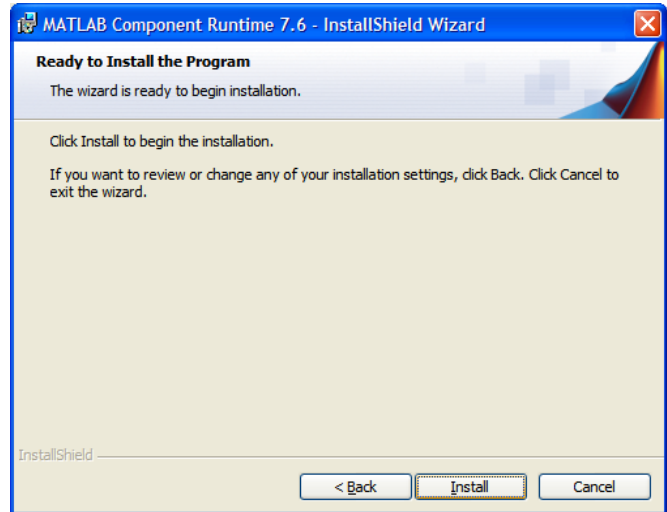 MATLAB Component Runtime 7.6 - InstallShield Wizard
Ready to Install the Program
The wizard is ready to begin installation.
Click Install to begin the installation.
If you want to review or change any of your installation settings, click Back. Click Cancel to
exit the wizard.
InstallShield
< Back Install Cancel